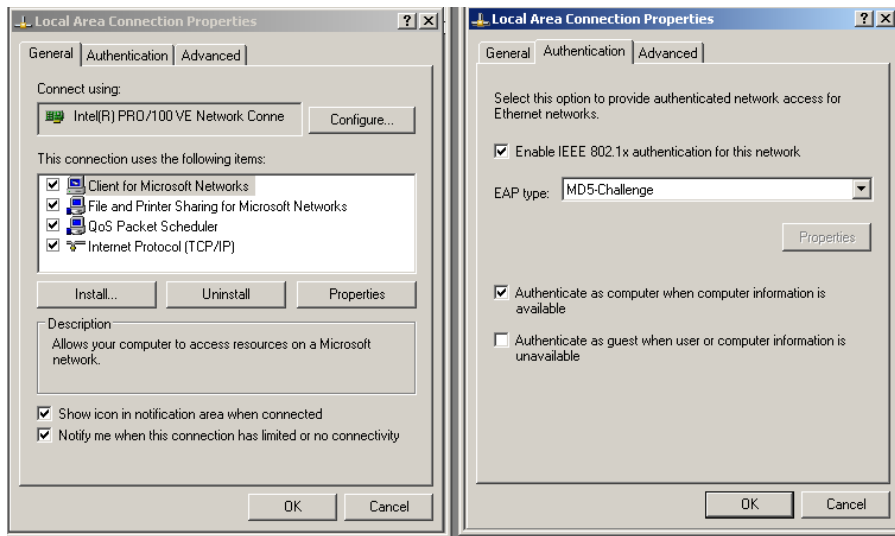 Local Area Connection Properties
General Authentication Advanced
Connect using:
Intel(R) PRO/100 VE Network Conne
Configure...
This connection uses the following items:
Client for Microsoft Networks
File and Printer Sharing for Microsoft Networks
QoS Packet Scheduler
Internet Protocol (TCP/IP)
Install... Uninstall Properties
Description
Allows your computer to access resources on a Microsoft
network.
Show icon in notification area when connected
Notify me when this connection has limited or no connectivity
OK Cancel
Local Area Connection Properties
General Authentication Advanced
Select this option to provide authenticated network access for
Ethernet networks.
Enable IEEE 802.1x authentication for this network
EAP type: MD5-Challenge
Properties
Authenticate as computer when computer information is
available
Authenticate as guest when user or computer information is
unavailable
OK Cancel